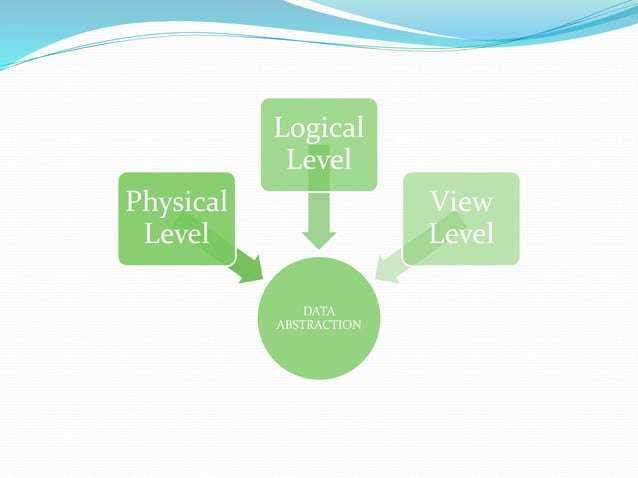 Logical
Level
Physical
Level
View
Level
DATA
ABSTRACTION